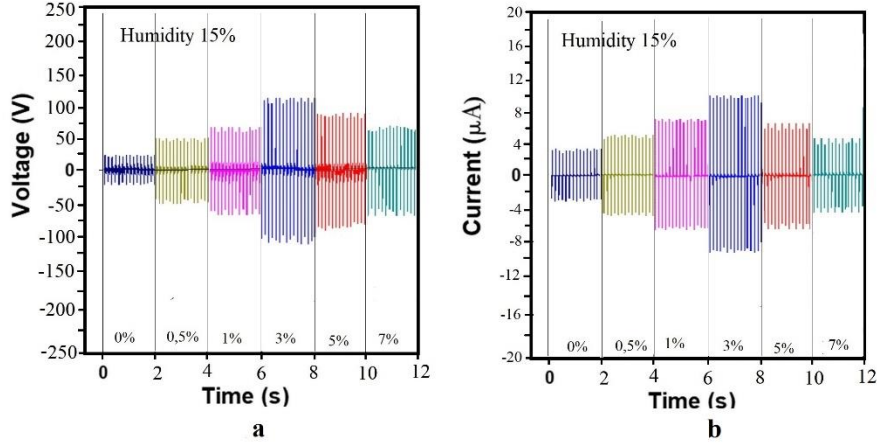 Humidity 15%
Voltage (V)
250
200
150
100
50
0
-50
-100
-150
-200
-250
0% 0,5% 1% 3% 5% 7%
0 2 4 6 8 10 12
Time (s)
a
Humidity 15%
Current (μA)
20
16
12
8
4
0
-4
-8
-12
-16
-20
0% 0,5% 1% 3% 5% 7%
0 2 4 6 8 10 12
Time (s)
b